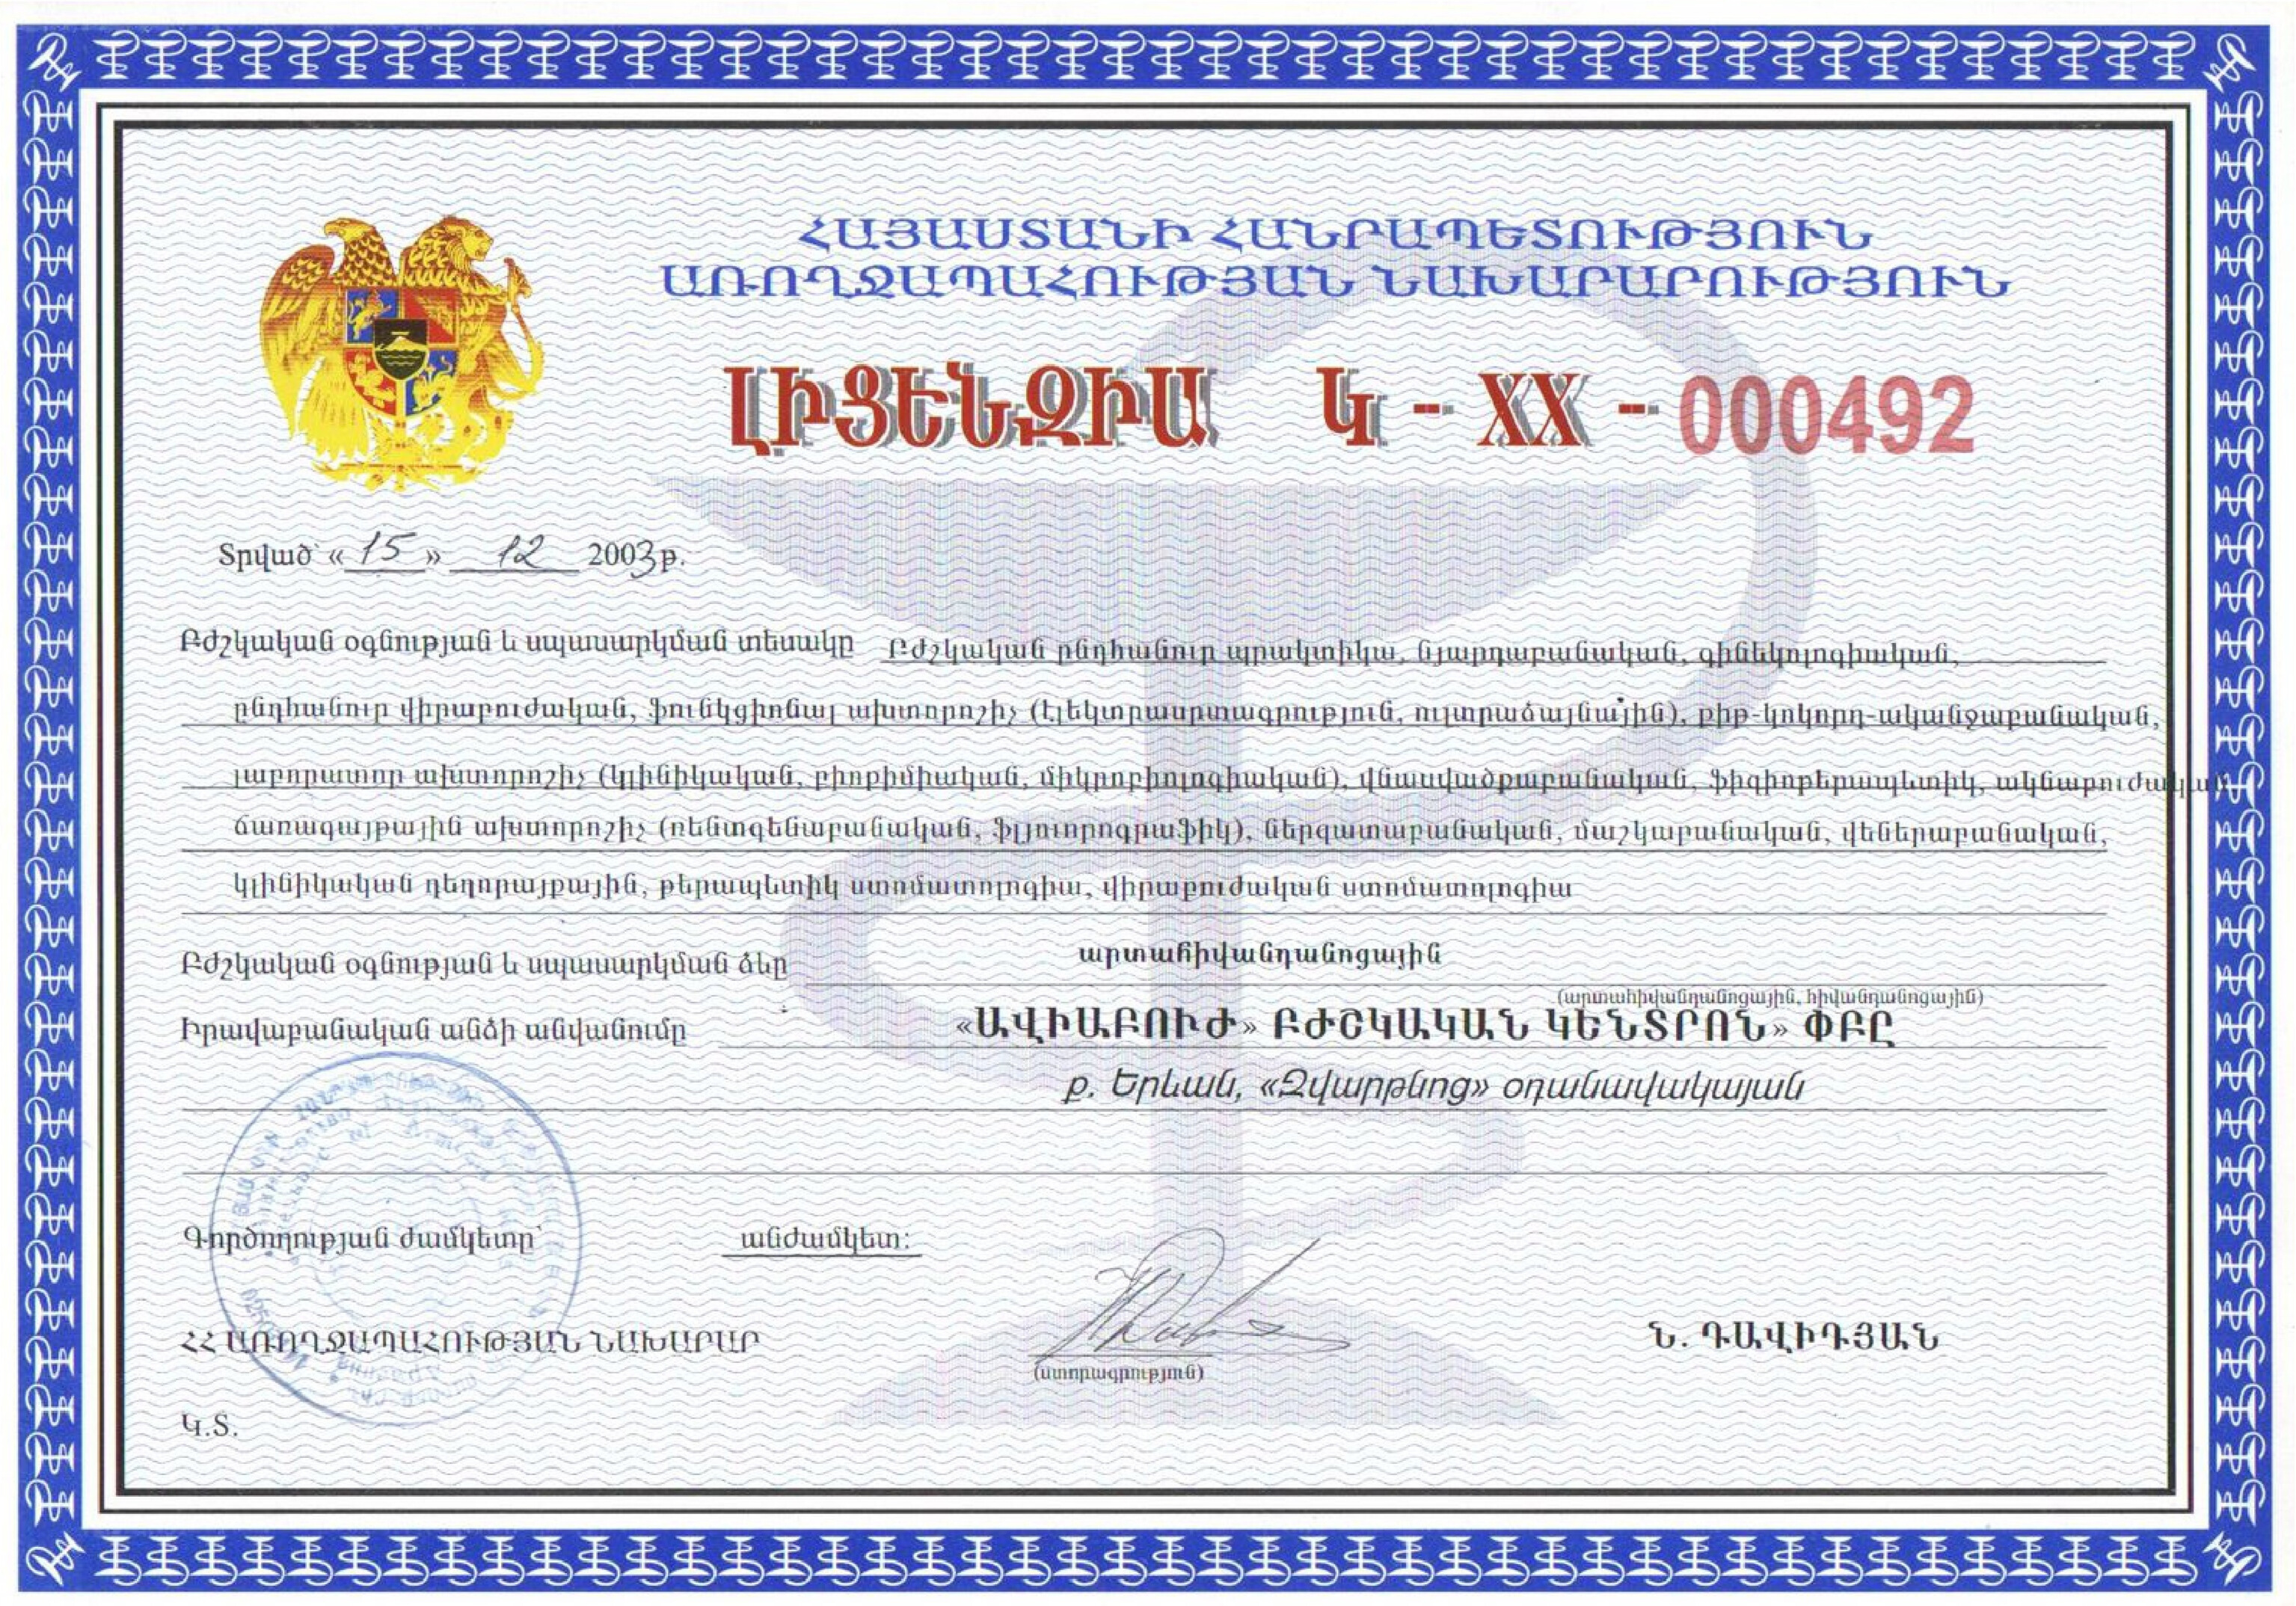 ՀԱՅԱՍՏԱՆԻ ՀԱՆՐԱՊԵՏՈՒԹՅՈՒՆ
ԱՌՈՂՋԱՊԱՀՈՒԹՅԱՆ ՆԱԽԱՐԱՐՈՒԹՅՈՒՆ
ԼԻՑԵՆԶԻԱ Կ - XX - 000492
Տրված՝ «15» 12 2003թ.
Բժշկական օգնության և սպասարկման տեսակը Բժշկական ընդհանուր պրակտիկա, նյարդաբանական, գինեկոլոգիական,
ընդհանուր վիրաբուժական, ֆունկցիոնալ ախտորոշիչ (էլեկտրասրտագրություն, ուլտրաձայնային), քիթ-կոկորդ-ականջաբանական,
լաբորատոր ախտորոշիչ (կլինիկական, բիոքիմիական, միկրոբիոլոգիական), վնասվածքաբանական, ֆիզիոթերապևտիկ, ակնաբուժական
ճառագայթային ախտորոշիչ (ռենտգենաբանական, ֆլյուորոգրաֆիկ), ներզատաբանական, մաշկաբանական, վեներաբանական,
կլինիկական դեղորայքային, թերապևտիկ ստոմատոլոգիա, վիրաբուժական ստոմատոլոգիա
Բժշկական օգնության և սպասարկման ձևը արտահիվանդանոցային
(արտահիվանդանոցային, հիվանդանոցային)
Իրավաբանական անձի անվանումը «ԱՎԻԱԲՈՒԺ» ԲԺՇԿԱԿԱՆ ԿԵՆՏՐՈՆ» ՓԲԸ
ք. Երևան, «Զվարթնոց» օդանավակայան
Գործողության ժամկետը՝ անժամկետ:
ՀՀ ԱՌՈՂՋԱՊԱՀՈՒԹՅԱՆ ՆԱԽԱՐԱՐ Ն. ԴԱՎԻԴՅԱՆ
(ստորագրություն)
Կ.Տ.